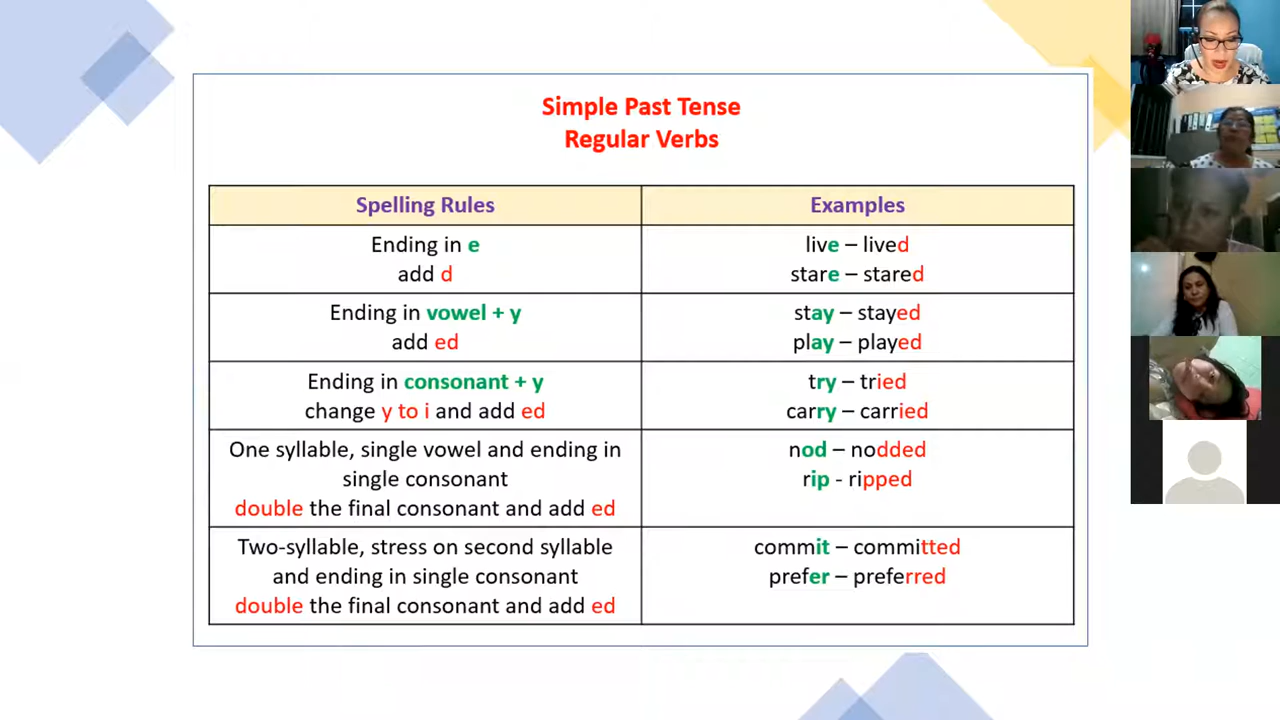 Simple Past Tense
Regular Verbs
Spelling Rules
Examples
Ending in e
add d
live – lived
stare – stared
Ending in vowel + y
add ed
stay – stayed
play – played
Ending in consonant + y
change y to i and add ed
try – tried
carry – carried
One syllable, single vowel and ending in
single consonant
double the final consonant and add ed
nod – nodded
rip - ripped
Two-syllable, stress on second syllable
and ending in single consonant
double the final consonant and add ed
commit – committed
prefer – preferred